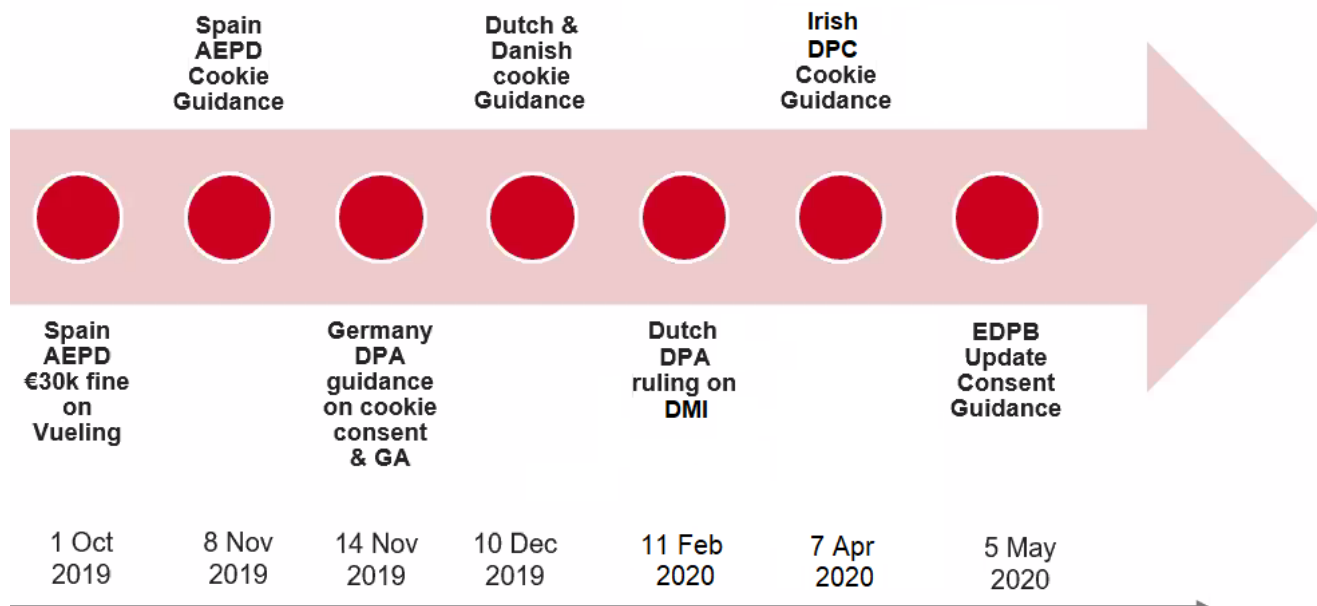 Spain
AEPD
Cookie
Guidance
Dutch &
Danish
cookie
Guidance
Irish
DPC
Cookie
Guidance
Spain
AEPD
€30k fine
on
Vueling
Germany
DPA
guidance
on cookie
consent
& GA
Dutch
DPA
ruling on
DMI
EDPB
Update
Consent
Guidance
1 Oct
2019
8 Nov
2019
14 Nov
2019
10 Dec
2019
11 Feb
2020
7 Apr
2020
5 May
2020